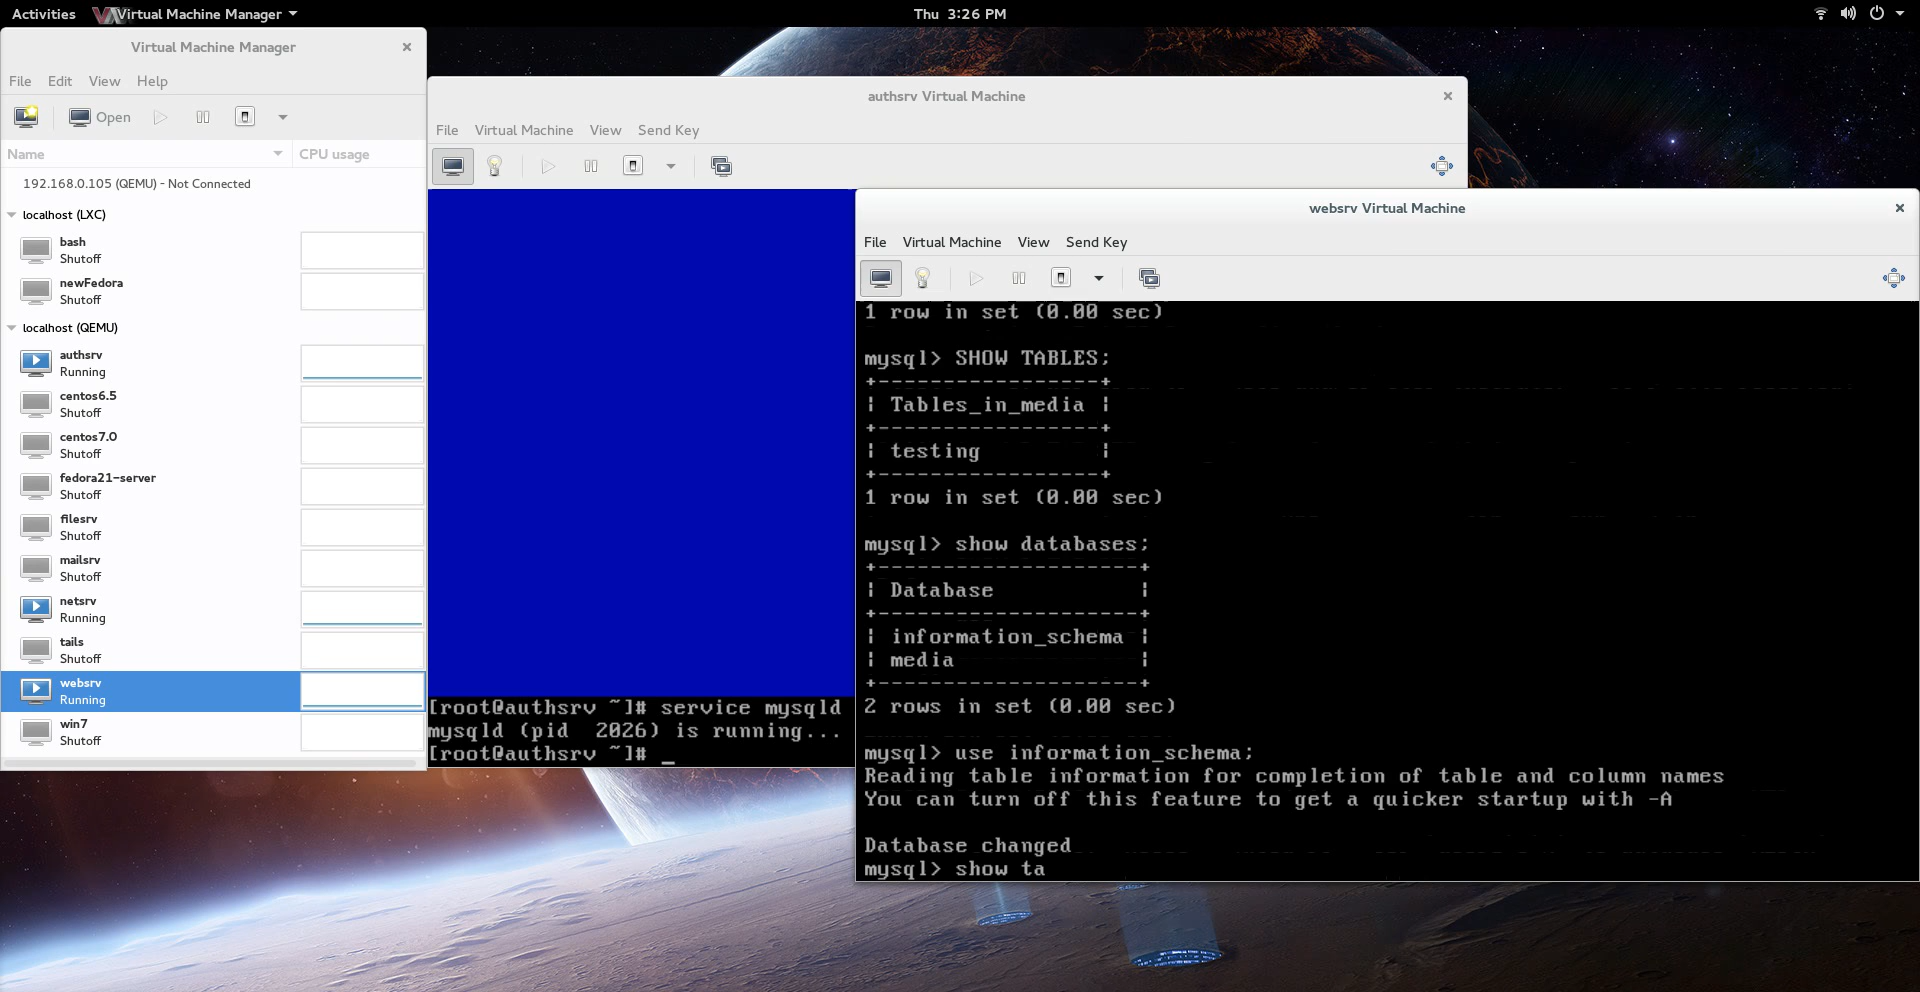 Activities Virtual Machine Manager Thu 3:26 PM
Virtual Machine Manager
File Edit View Help
Open
Name CPU usage
192.168.0.105 (QEMU) - Not Connected
localhost (LXC)
bash
Shutoff
newFedora
Shutoff
localhost (QEMU)
authsrv
Running
centos6.5
Shutoff
centos7.0
Shutoff
fedora21-server
Shutoff
filesrv
Shutoff
mailsrv
Shutoff
netsrv
Running
tails
Shutoff
websrv
Running
win7
Shutoff
authsrv Virtual Machine
File Virtual Machine View Send Key
[root@authsrv ~]# service mysqld
mysqld (pid  2026) is running...
[root@authsrv ~]# _
websrv Virtual Machine
File Virtual Machine View Send Key
1 row in set (0.00 sec)
mysql> SHOW TABLES;
+-----------------+
| Tables_in_media |
+-----------------+
| testing         |
+-----------------+
1 row in set (0.00 sec)
mysql> show databases;
+--------------------+
| Database           |
+--------------------+
| information_schema |
| media              |
+--------------------+
2 rows in set (0.00 sec)
mysql> use information_schema;
Reading table information for completion of table and column names
You can turn off this feature to get a quicker startup with -A
Database changed
mysql> show ta